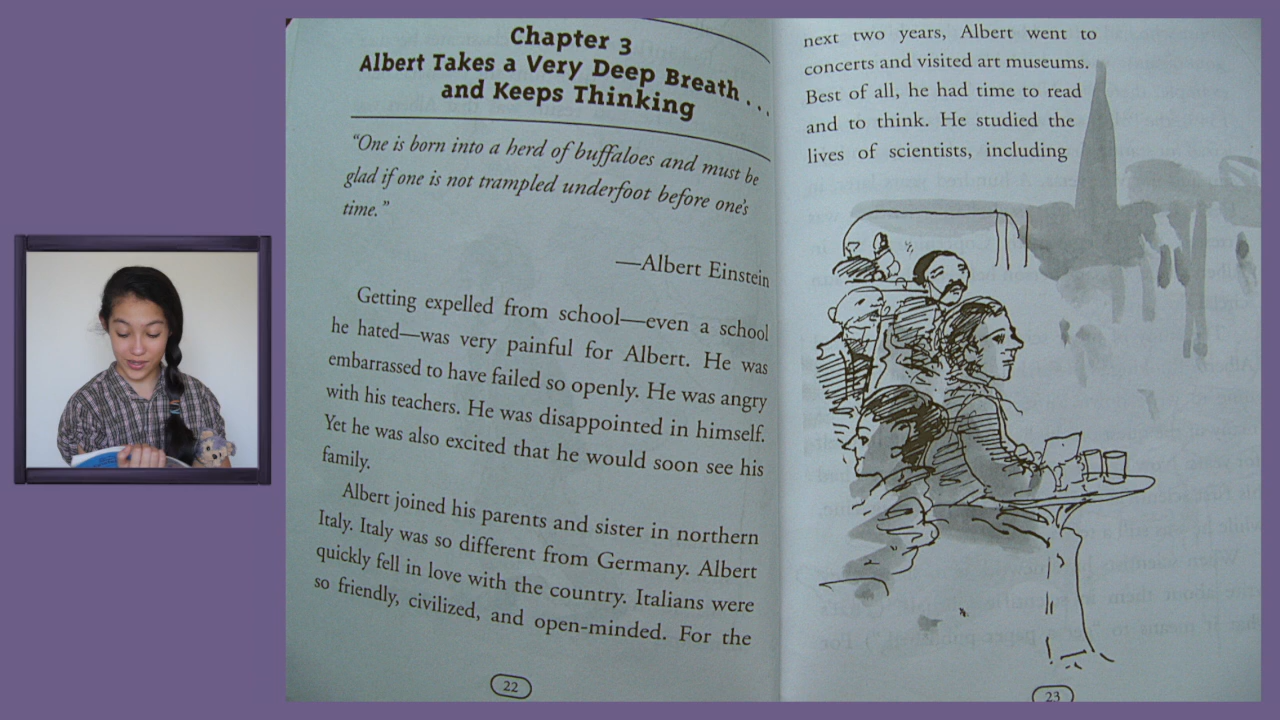 Chapter 3
Albert Takes a Very Deep Breath . . .
and Keeps Thinking
“One is born into a herd of buffaloes and must be
glad if one is not trampled underfoot before one’s
time.”
—Albert Einstein
Getting expelled from school—even a school
he hated—was very painful for Albert. He was
embarrassed to have failed so openly. He was angry
with his teachers. He was disappointed in himself.
Yet he was also excited that he would soon see his
family.
Albert joined his parents and sister in northern
Italy. Italy was so different from Germany. Albert
quickly fell in love with the country. Italians were
so friendly, civilized, and open-minded. For the
22
next two years, Albert went to
concerts and visited art museums.
Best of all, he had time to read
and to think. He studied the
lives of scientists, including
23